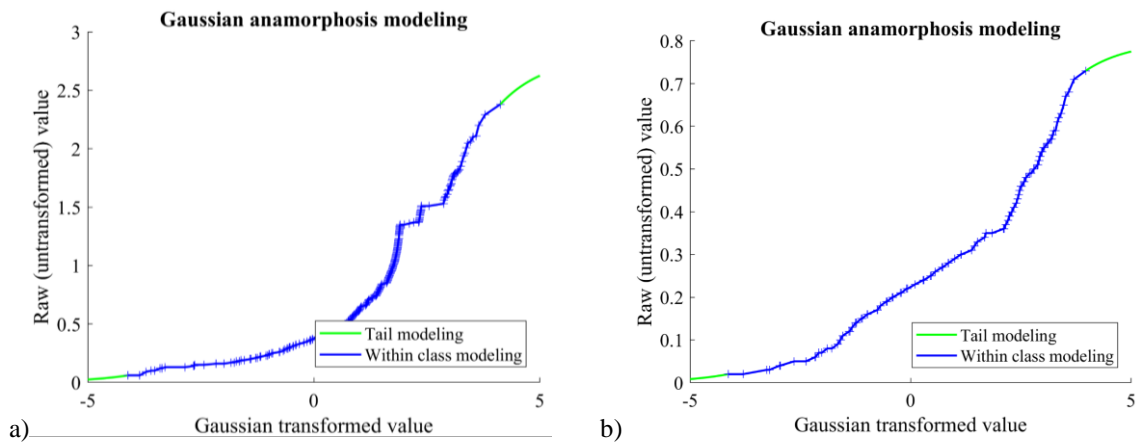 Gaussian anamorphosis modeling
3
2.5
2
1.5
1
0.5
0
-5
0
5
Raw (untransformed) value
Gaussian transformed value
Tail modeling
Within class modeling
a)
Gaussian anamorphosis modeling
0.8
0.7
0.6
0.5
0.4
0.3
0.2
0.1
0
-5
0
5
Raw (untransformed) value
Gaussian transformed value
Tail modeling
Within class modeling
b)